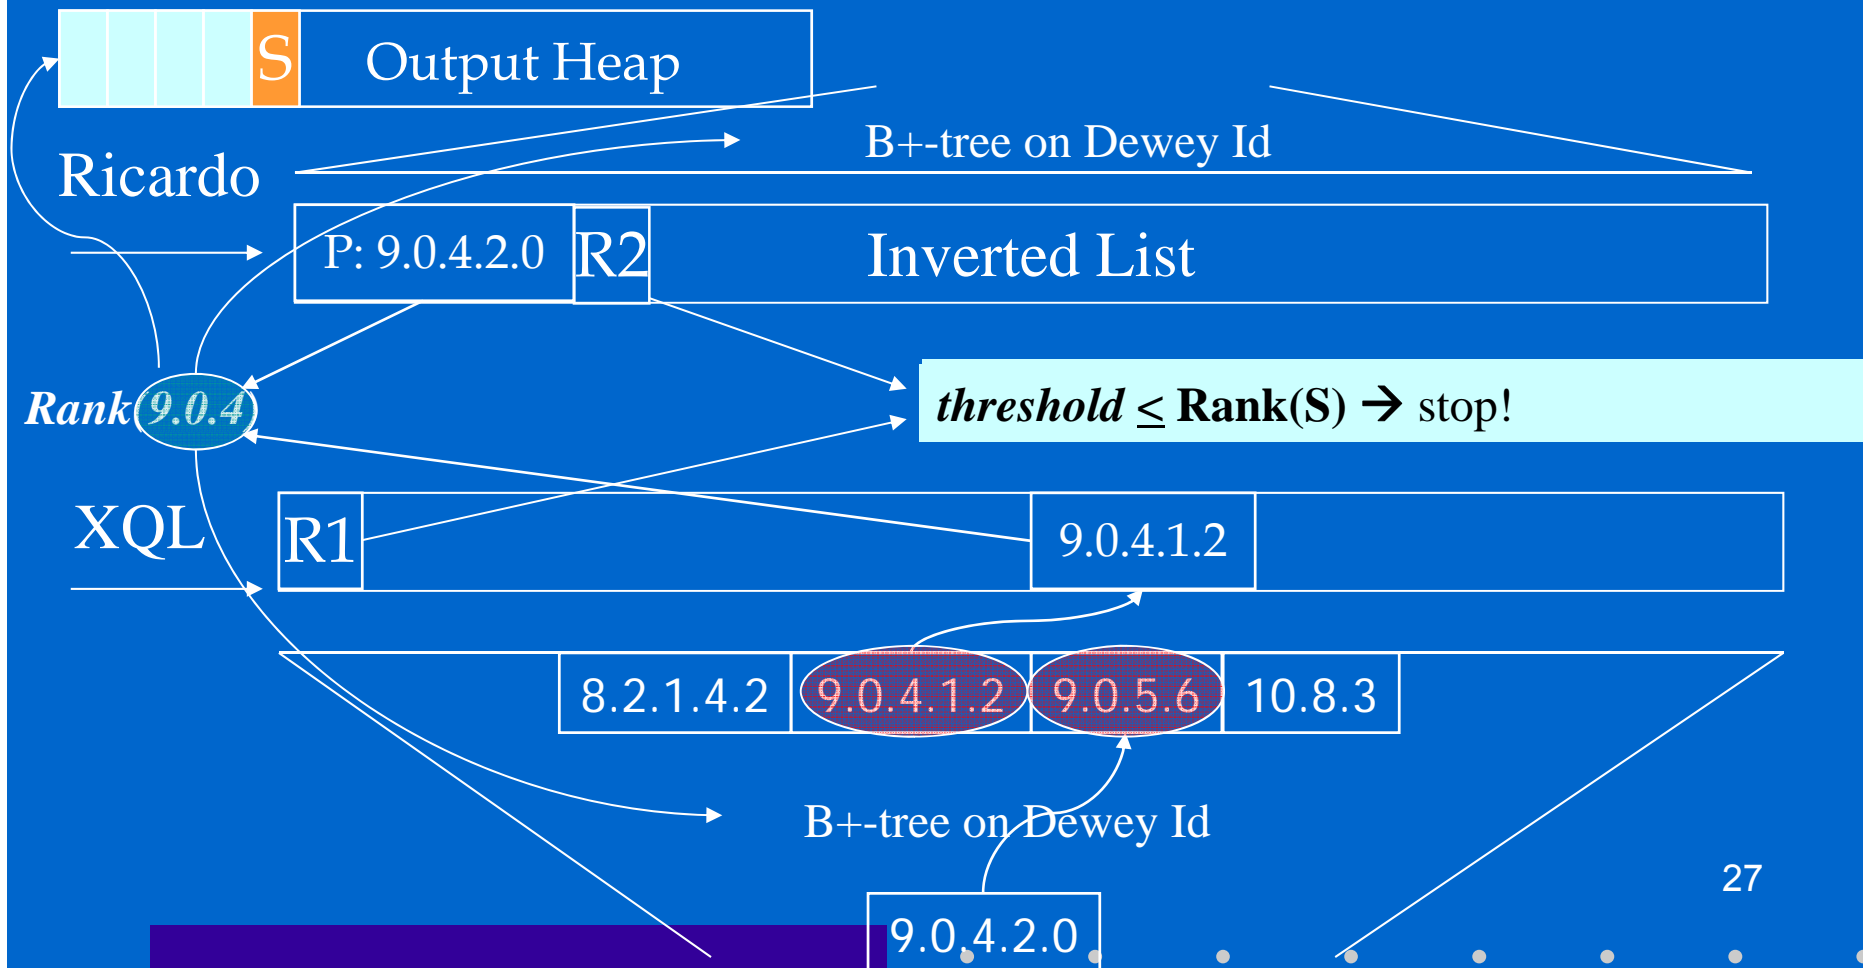 S Output Heap
B+-tree on Dewey Id
Ricardo
P: 9.0.4.2.0 R2 Inverted List
Rank(9.0.4)
threshold ≤ Rank(S) → stop!
XQL
R1 9.0.4.1.2
8.2.1.4.2 9.0.4.1.2 9.0.5.6 10.8.3
B+-tree on Dewey Id
27
9.0.4.2.0